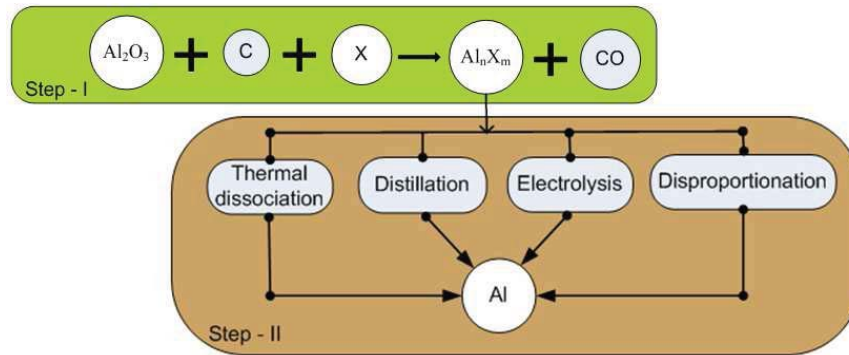 Al₂O₃ + C + X → AlₙXₘ + CO
Step - I
Thermal
dissociation
Distillation
Electrolysis
Disproportionation
Al
Step - II